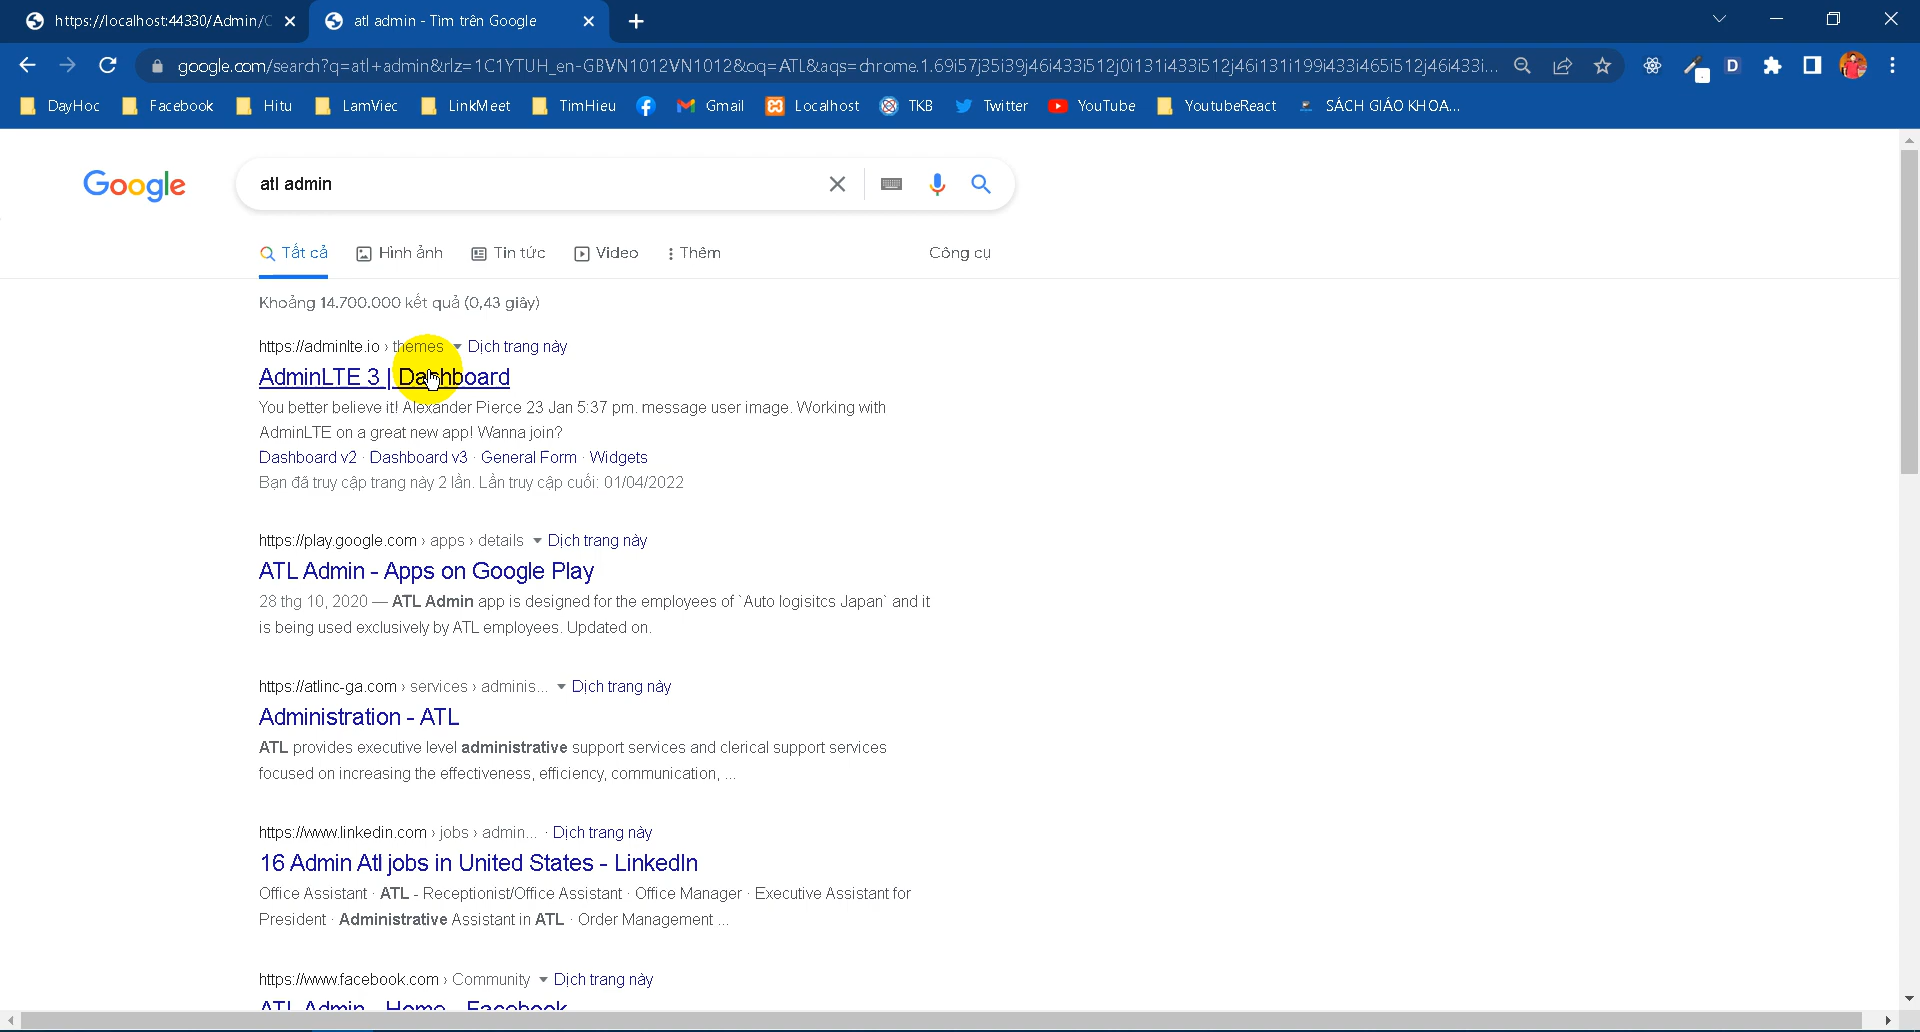 https://localhost:44330/Admin/C
atl admin - Tìm trên Google
google.com/search?q=atl+admin&rlz=1C1YTUH_en-GBVN1012VN1012&oq=ATL&aqs=chrome.1.69i57j35i39j46i433i512j0i131i433i512j46i131i199i433i465i512j46i433i...
DayHoc
Facebook
Hitu
LamViec
LinkMeet
TimHieu
Gmail
Localhost
TKB
Twitter
YouTube
YoutubeReact
SÁCH GIÁO KHOA...
Google
atl admin
Tất cả
Hình ảnh
Tin tức
Video
Thêm
Công cụ
Khoảng 14.700.000 kết quả (0,43 giây)
https://adminlte.io › themes Dịch trang này
AdminLTE 3 | Dashboard
You better believe it! Alexander Pierce 23 Jan 5:37 pm. message user image. Working with
AdminLTE on a great new app! Wanna join?
Dashboard v2 · Dashboard v3 · General Form · Widgets
Bạn đã truy cập trang này 2 lần. Lần truy cập cuối: 01/04/2022
https://play.google.com › apps › details Dịch trang này
ATL Admin - Apps on Google Play
28 thg 10, 2020 — ATL Admin app is designed for the employees of `Auto logisitcs Japan` and it
is being used exclusively by ATL employees. Updated on.
https://atlinc-ga.com › services › adminis... Dịch trang này
Administration - ATL
ATL provides executive level administrative support services and clerical support services
focused on increasing the effectiveness, efficiency, communication, ...
https://www.linkedin.com › jobs › admin... · Dịch trang này
16 Admin Atl jobs in United States - LinkedIn
Office Assistant · ATL - Receptionist/Office Assistant · Office Manager · Executive Assistant for
President · Administrative Assistant in ATL · Order Management ...
https://www.facebook.com › Community Dịch trang này
ATL Admin - Home - Facebook